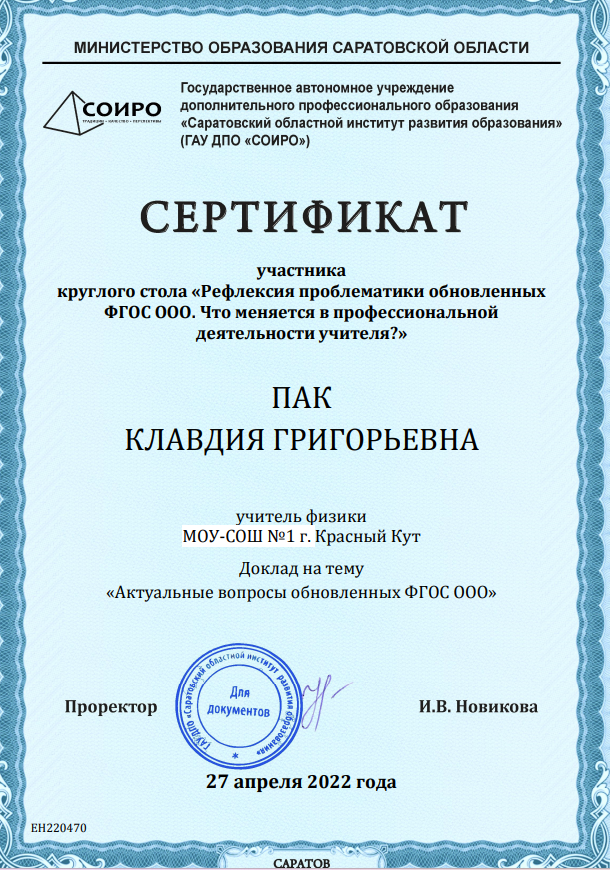 МИНИСТЕРСТВО ОБРАЗОВАНИЯ САРАТОВСКОЙ ОБЛАСТИ
СОИРО
ТРАДИЦИИ • КАЧЕСТВО • ПЕРСПЕКТИВЫ
Государственное автономное учреждение
дополнительного профессионального образования
«Саратовский областной институт развития образования»
(ГАУ ДПО «СОИРО»)
СЕРТИФИКАТ
участника
круглого стола «Рефлексия проблематики обновленных
ФГОС ООО. Что меняется в профессиональной
деятельности учителя?»
ПАК
КЛАВДИЯ ГРИГОРЬЕВНА
учитель физики
МОУ-СОШ №1 г. Красный Кут
Доклад на тему
«Актуальные вопросы обновленных ФГОС ООО»
Проректор
ГАУ ДПО «Саратовский областной институт развития образования»
Для
документов
И.В. Новикова
27 апреля 2022 года
ЕН220470
САРАТОВ